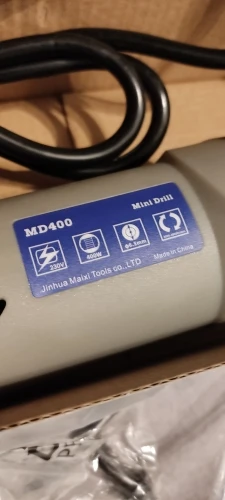 MD400
Mini Drill
230V
400W
φ6.5mm
Jinhua Maixi Tools co.,LTD
Made in China